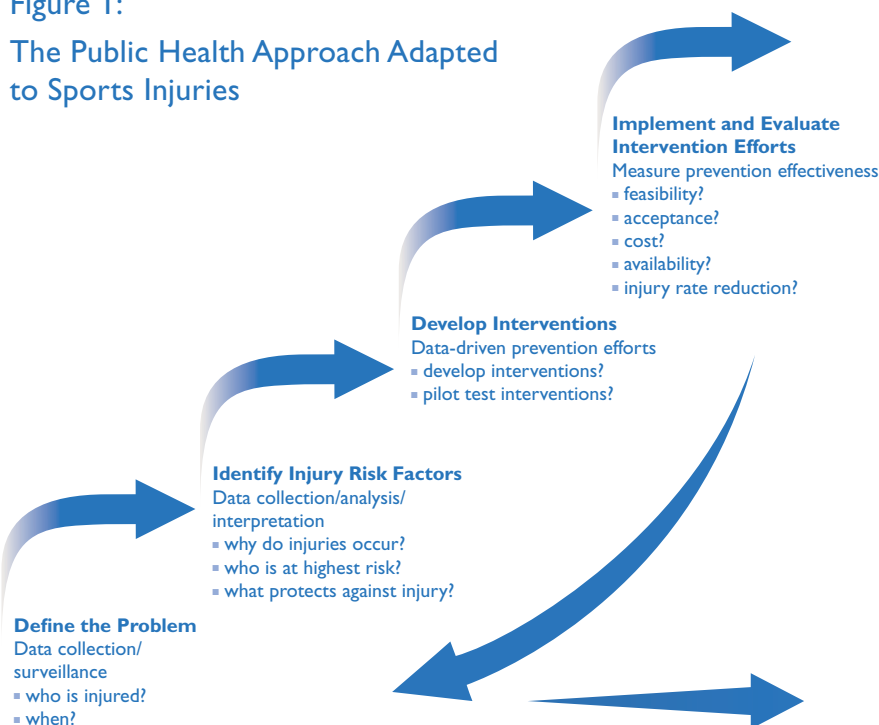 Figure 1:
The Public Health Approach Adapted
to Sports Injuries
Implement and Evaluate
Intervention Efforts
Measure prevention effectiveness
▪ feasibility?
▪ acceptance?
▪ cost?
▪ availability?
▪ injury rate reduction?
Develop Interventions
Data-driven prevention efforts
▪ develop interventions?
▪ pilot test interventions?
Identify Injury Risk Factors
Data collection/analysis/
interpretation
▪ why do injuries occur?
▪ who is at highest risk?
▪ what protects against injury?
Define the Problem
Data collection/
surveillance
▪ who is injured?
▪ when?